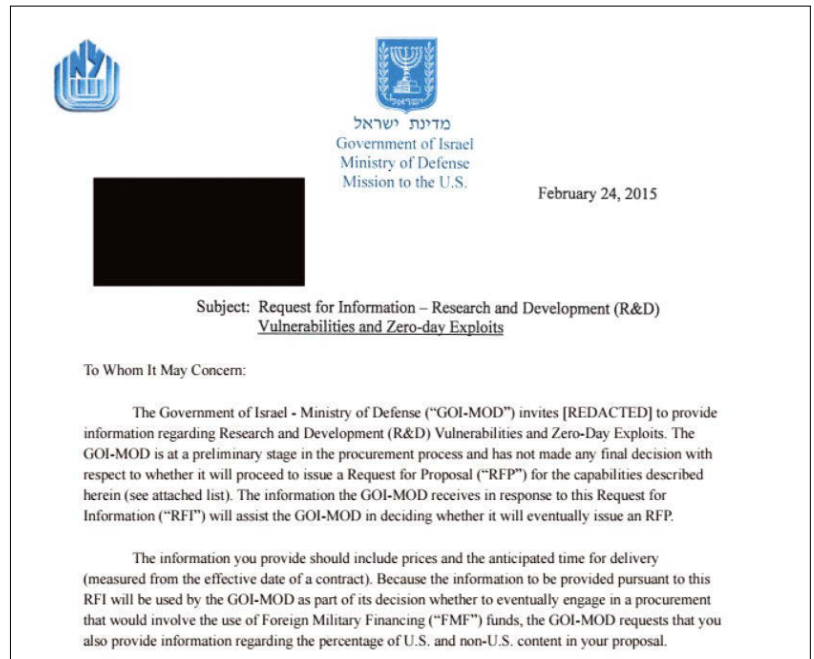 מדינת ישראל
Government of Israel
Ministry of Defense
Mission to the U.S.
February 24, 2015
Subject: Request for Information – Research and Development (R&D)
Vulnerabilities and Zero-day Exploits
To Whom It May Concern:
The Government of Israel - Ministry of Defense (“GOI-MOD”) invites [REDACTED] to provide
information regarding Research and Development (R&D) Vulnerabilities and Zero-Day Exploits. The
GOI-MOD is at a preliminary stage in the procurement process and has not made any final decision with
respect to whether it will proceed to issue a Request for Proposal (“RFP”) for the capabilities described
herein (see attached list). The information the GOI-MOD receives in response to this Request for
Information (“RFI”) will assist the GOI-MOD in deciding whether it will eventually issue an RFP.
The information you provide should include prices and the anticipated time for delivery
(measured from the effective date of a contract). Because the information to be provided pursuant to this
RFI will be used by the GOI-MOD as part of its decision whether to eventually engage in a procurement
that would involve the use of Foreign Military Financing (“FMF”) funds, the GOI-MOD requests that you
also provide information regarding the percentage of U.S. and non-U.S. content in your proposal.